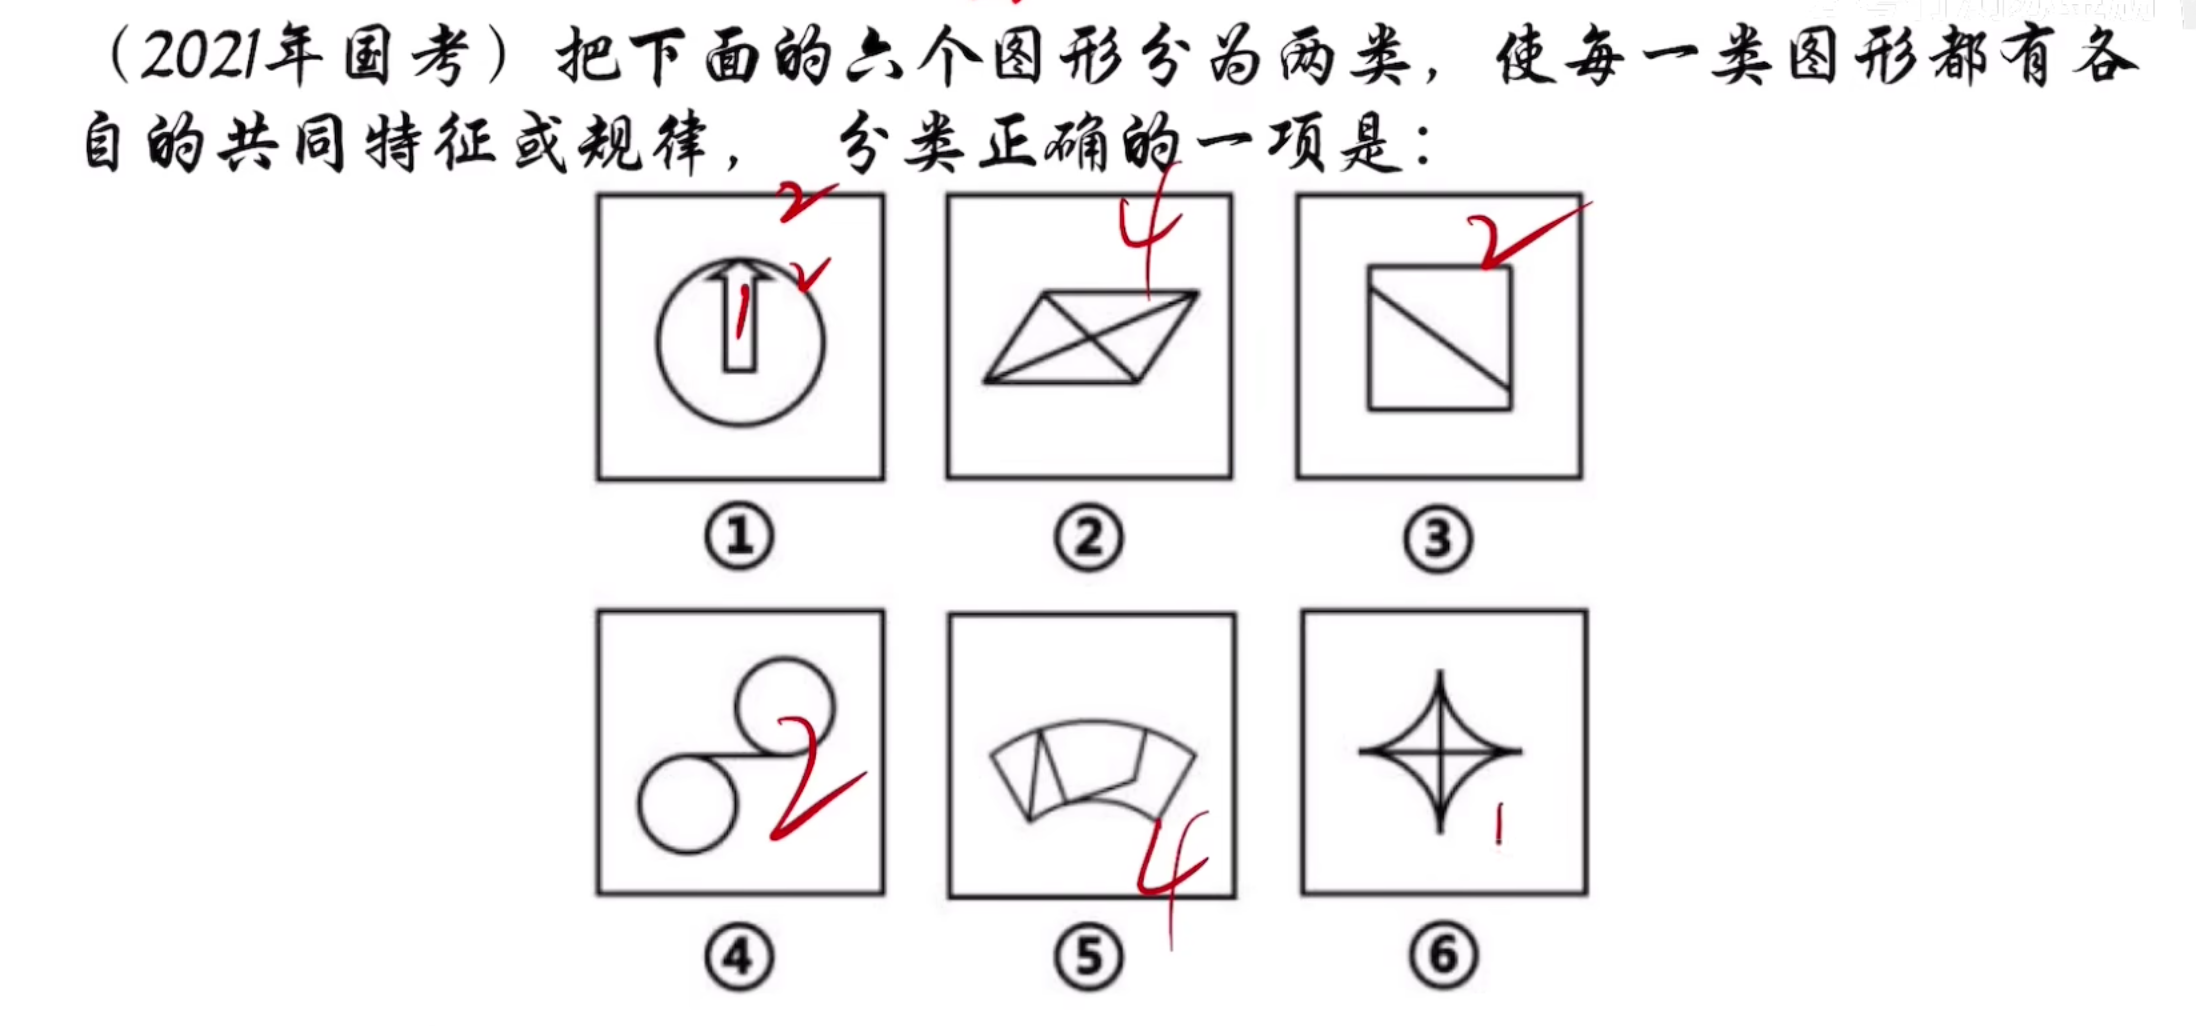 （2021年国考）把下面的六个图形分为两类，使每一类图形都有各
自的共同特征或规律， 分类正确的一项是：
2 4 2
1
① ② ③
2 4 1
④ ⑤ ⑥